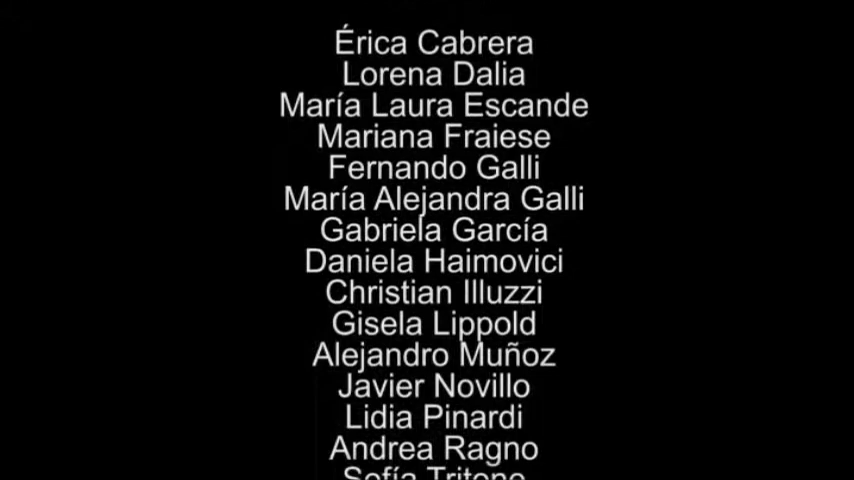 Érica Cabrera
Lorena Dalia
María Laura Escande
Mariana Fraiese
Fernando Galli
María Alejandra Galli
Gabriela García
Daniela Haimovici
Christian Illuzzi
Gisela Lippold
Alejandro Muñoz
Javier Novillo
Lidia Pinardi
Andrea Ragno
Sofía